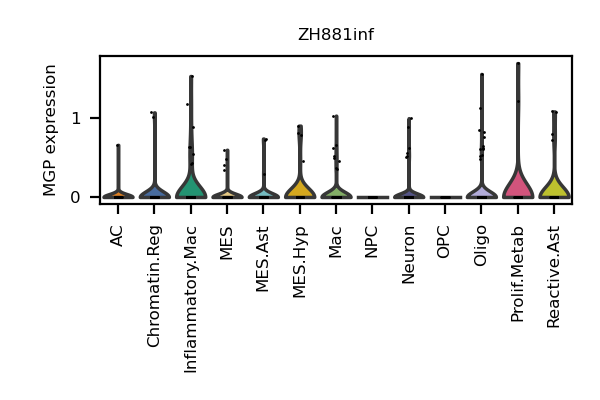 ZH881inf
MGP expression
1
0
AC
Chromatin.Reg
Inflammatory.Mac
MES
MES.Ast
MES.Hyp
Mac
NPC
Neuron
OPC
Oligo
Prolif.Metab
Reactive.Ast